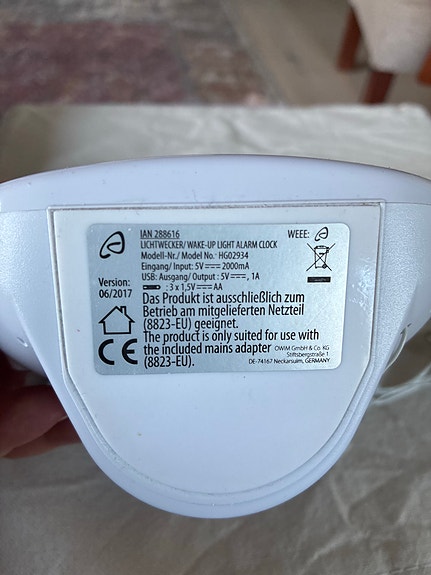 IAN 288616
LICHTWECKER/ WAKE-UP LIGHT ALARM CLOCK
WEEE:
Modell-Nr./ Model No.: HG02934
Eingang/ Input: 5V 2000mA
USB: Ausgang/ Output : 5V , 1A
: 3 x 1,5V AA
Version:
06/2017
Das Produkt ist ausschließlich zum
Betrieb am mitgelieferten Netzteil
(8823-EU) geeignet.
The product is only suited for use with
the included mains adapter
(8823-EU).
CE
OWIM GmbH & Co. KG
Stiftsbergstraße 1
DE-74167 Neckarsulm, GERMANY